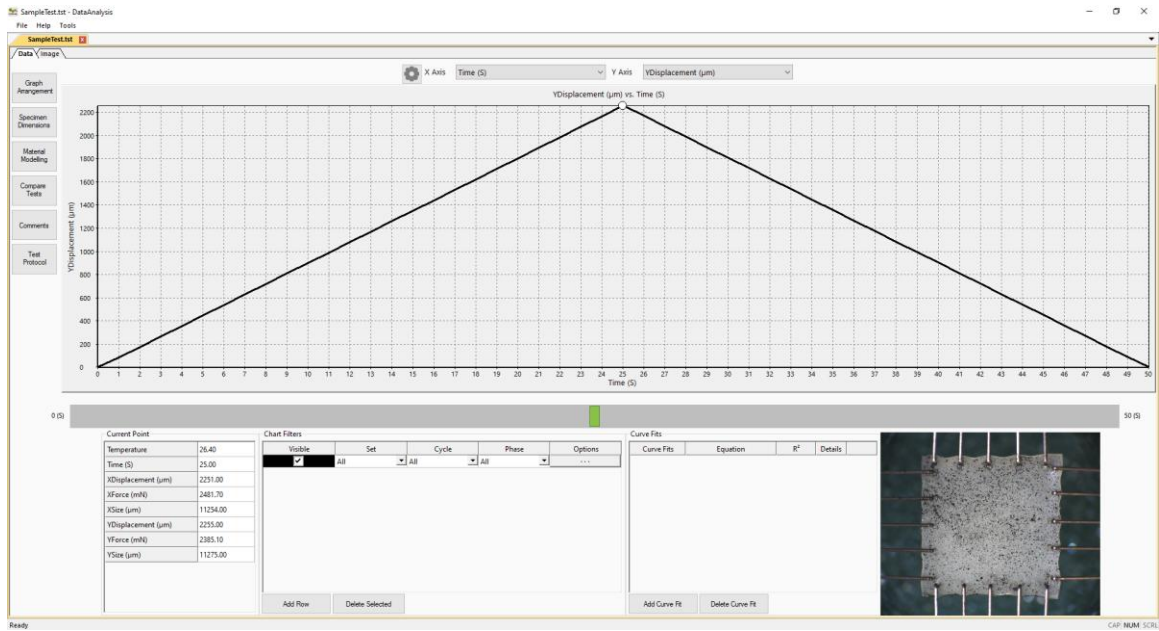 SampleTest.tst - DataAnalysis
File Help Tools
SampleTest.tst
Data Image
X Axis Time (S) Y Axis YDisplacement (μm)
Graph Arrangement
Specimen Dimensions
Material Modelling
Compare Tests
Comments
Test Protocol
YDisplacement (μm) vs. Time (S)
YDisplacement (μm)
2200
2000
1800
1600
1400
1200
1000
800
600
400
200
0
0 1 2 3 4 5 6 7 8 9 10 11 12 13 14 15 16 17 18 19 20 21 22 23 24 25 26 27 28 29 30 31 32 33 34 35 36 37 38 39 40 41 42 43 44 45 46 47 48 49 50
Time (S)
0 (S) 50 (S)
Current Point
Temperature 26.40
Time (S) 25.00
XDisplacement (μm) 2251.00
XForce (mN) 2481.70
XSize (μm) 11254.00
YDisplacement (μm) 2255.00
YForce (mN) 2385.10
YSize (μm) 11275.00
Chart Filters
Visible Set Cycle Phase Options
All All All ...
Add Row Delete Selected
Curve Fits
Curve Fits Equation R² Details
Add Curve Fit Delete Curve Fit
Ready CAP NUM SCRL